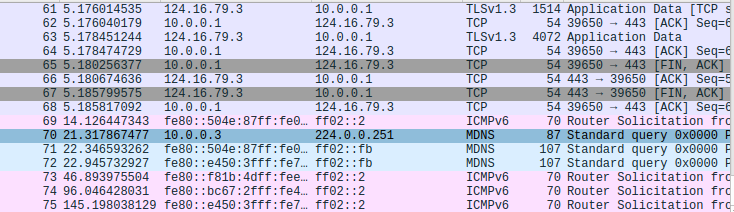 61 5.176014535 124.16.79.3 10.0.0.1 TLSv1.3 1514 Application Data [TCP s
62 5.176040179 10.0.0.1 124.16.79.3 TCP 54 39650 → 443 [ACK] Seq=6
63 5.178451244 124.16.79.3 10.0.0.1 TLSv1.3 4072 Application Data
64 5.178474729 10.0.0.1 124.16.79.3 TCP 54 39650 → 443 [ACK] Seq=6
65 5.180256377 10.0.0.1 124.16.79.3 TCP 54 39650 → 443 [FIN, ACK]
66 5.180674636 124.16.79.3 10.0.0.1 TCP 54 443 → 39650 [ACK] Seq=5
67 5.185799955 124.16.79.3 10.0.0.1 TCP 54 443 → 39650 [FIN, ACK]
68 5.185817092 10.0.0.1 124.16.79.3 TCP 54 39650 → 443 [ACK] Seq=6
69 14.126447343 fe80::504e:87ff:fe0… ff02::2 ICMPv6 70 Router Solicitation fro
70 21.317867477 10.0.0.3 224.0.0.251 MDNS 87 Standard query 0x0000 P
71 22.346593262 fe80::504e:87ff:fe0… ff02::fb MDNS 107 Standard query 0x0000 P
72 22.945732927 fe80::e450:3fff:fe7… ff02::fb MDNS 107 Standard query 0x0000 P
73 46.893975504 fe80::f81b:4dff:fee… ff02::2 ICMPv6 70 Router Solicitation fro
74 96.046428031 fe80::bc67:2fff:fe4… ff02::2 ICMPv6 70 Router Solicitation fro
75 145.198038129 fe80::e450:3fff:fe7… ff02::2 ICMPv6 70 Router Solicitation fro